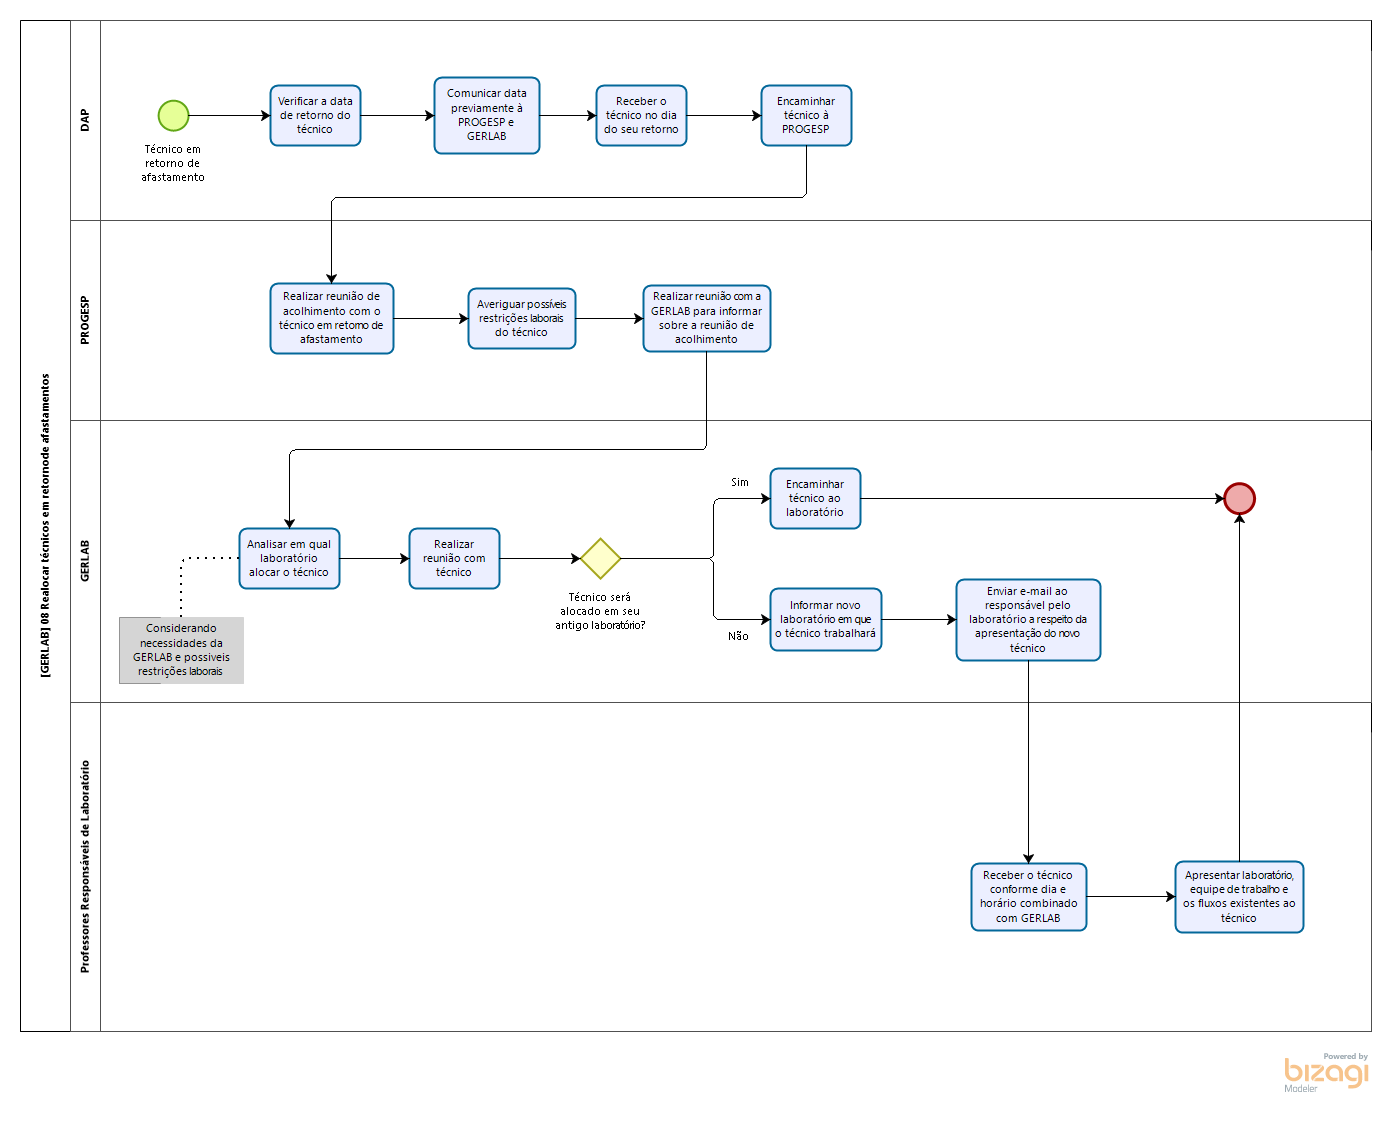 [GERLAB] 08 Realocar técnicos em retornode afastamentos
DAP
Técnico em
retorno de
afastamento
Verificar a data
de retorno do
técnico
Comunicar data
previamente à
PROGESP e
GERLAB
Receber o
técnico no dia
do seu retorno
Encaminhar
técnico à
PROGESP
PROGESP
Realizar reunião de
acolhimento com o
técnico em retorno de
afastamento
Averiguar possíveis
restrições laborais
do técnico
Realizar reunião com a
GERLAB para informar
sobre a reunião de
acolhimento
GERLAB
Analisar em qual
laboratório
alocar o técnico
Considerando
necessidades da
GERLAB e possiveis
restrições laborais
Realizar
reunião com
técnico
Técnico será
alocado em seu
antigo laboratório?
Sim
Encaminhar
técnico ao
laboratório
Não
Informar novo
laboratório em que
o técnico trabalhará
Enviar e-mail ao
responsável pelo
laboratório a respeito da
apresentação do novo
técnico
Professores Responsáveis de Laboratório
Receber o técnico
conforme dia e
horário combinado
com GERLAB
Apresentar laboratório,
equipe de trabalho e
os fluxos existentes ao
técnico
Powered by
bizagi
Modeler